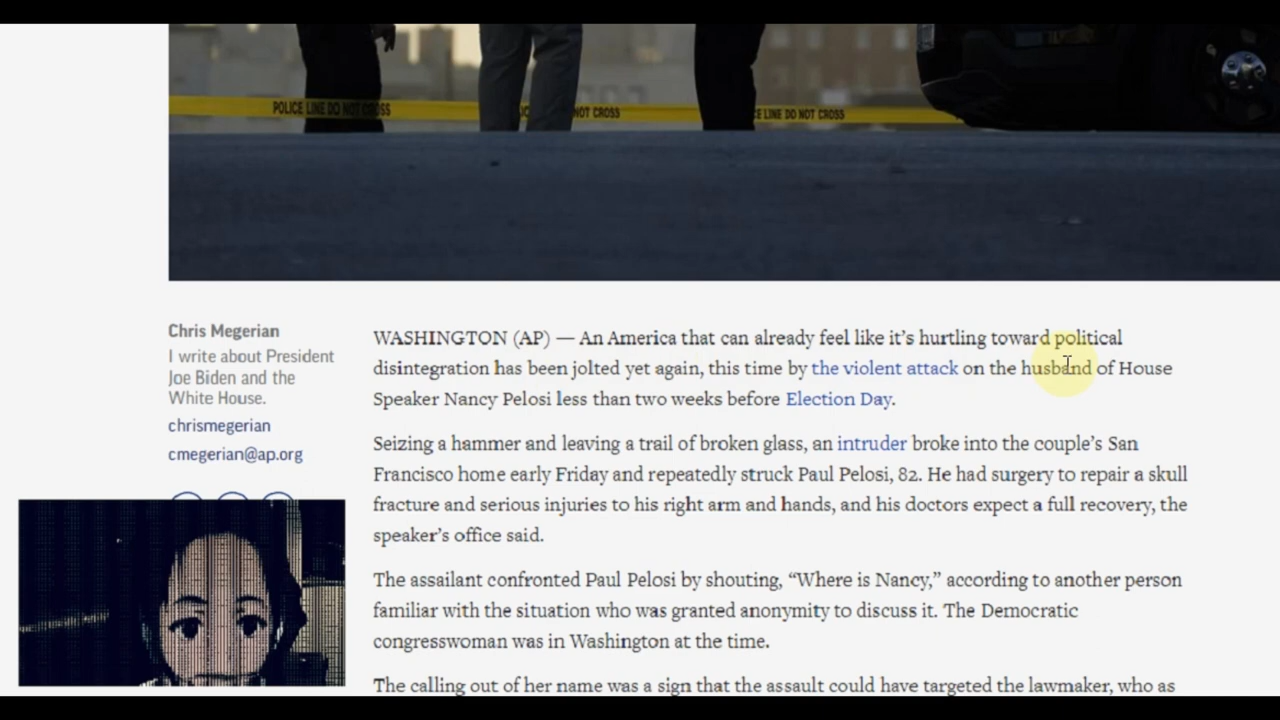 POLICE LINE DO NOT CROSS
NOT CROSS
LINE DO NOT CROSS
Chris Megerian
I write about President
Joe Biden and the
White House.
chrismegerian
cmegerian@ap.org
WASHINGTON (AP) — An America that can already feel like it’s hurtling toward political
disintegration has been jolted yet again, this time by the violent attack on the husband of House
Speaker Nancy Pelosi less than two weeks before Election Day.
Seizing a hammer and leaving a trail of broken glass, an intruder broke into the couple’s San
Francisco home early Friday and repeatedly struck Paul Pelosi, 82. He had surgery to repair a skull
fracture and serious injuries to his right arm and hands, and his doctors expect a full recovery, the
speaker’s office said.
The assailant confronted Paul Pelosi by shouting, “Where is Nancy,” according to another person
familiar with the situation who was granted anonymity to discuss it. The Democratic
congresswoman was in Washington at the time.
The calling out of her name was a sign that the assault could have targeted the lawmaker, who as